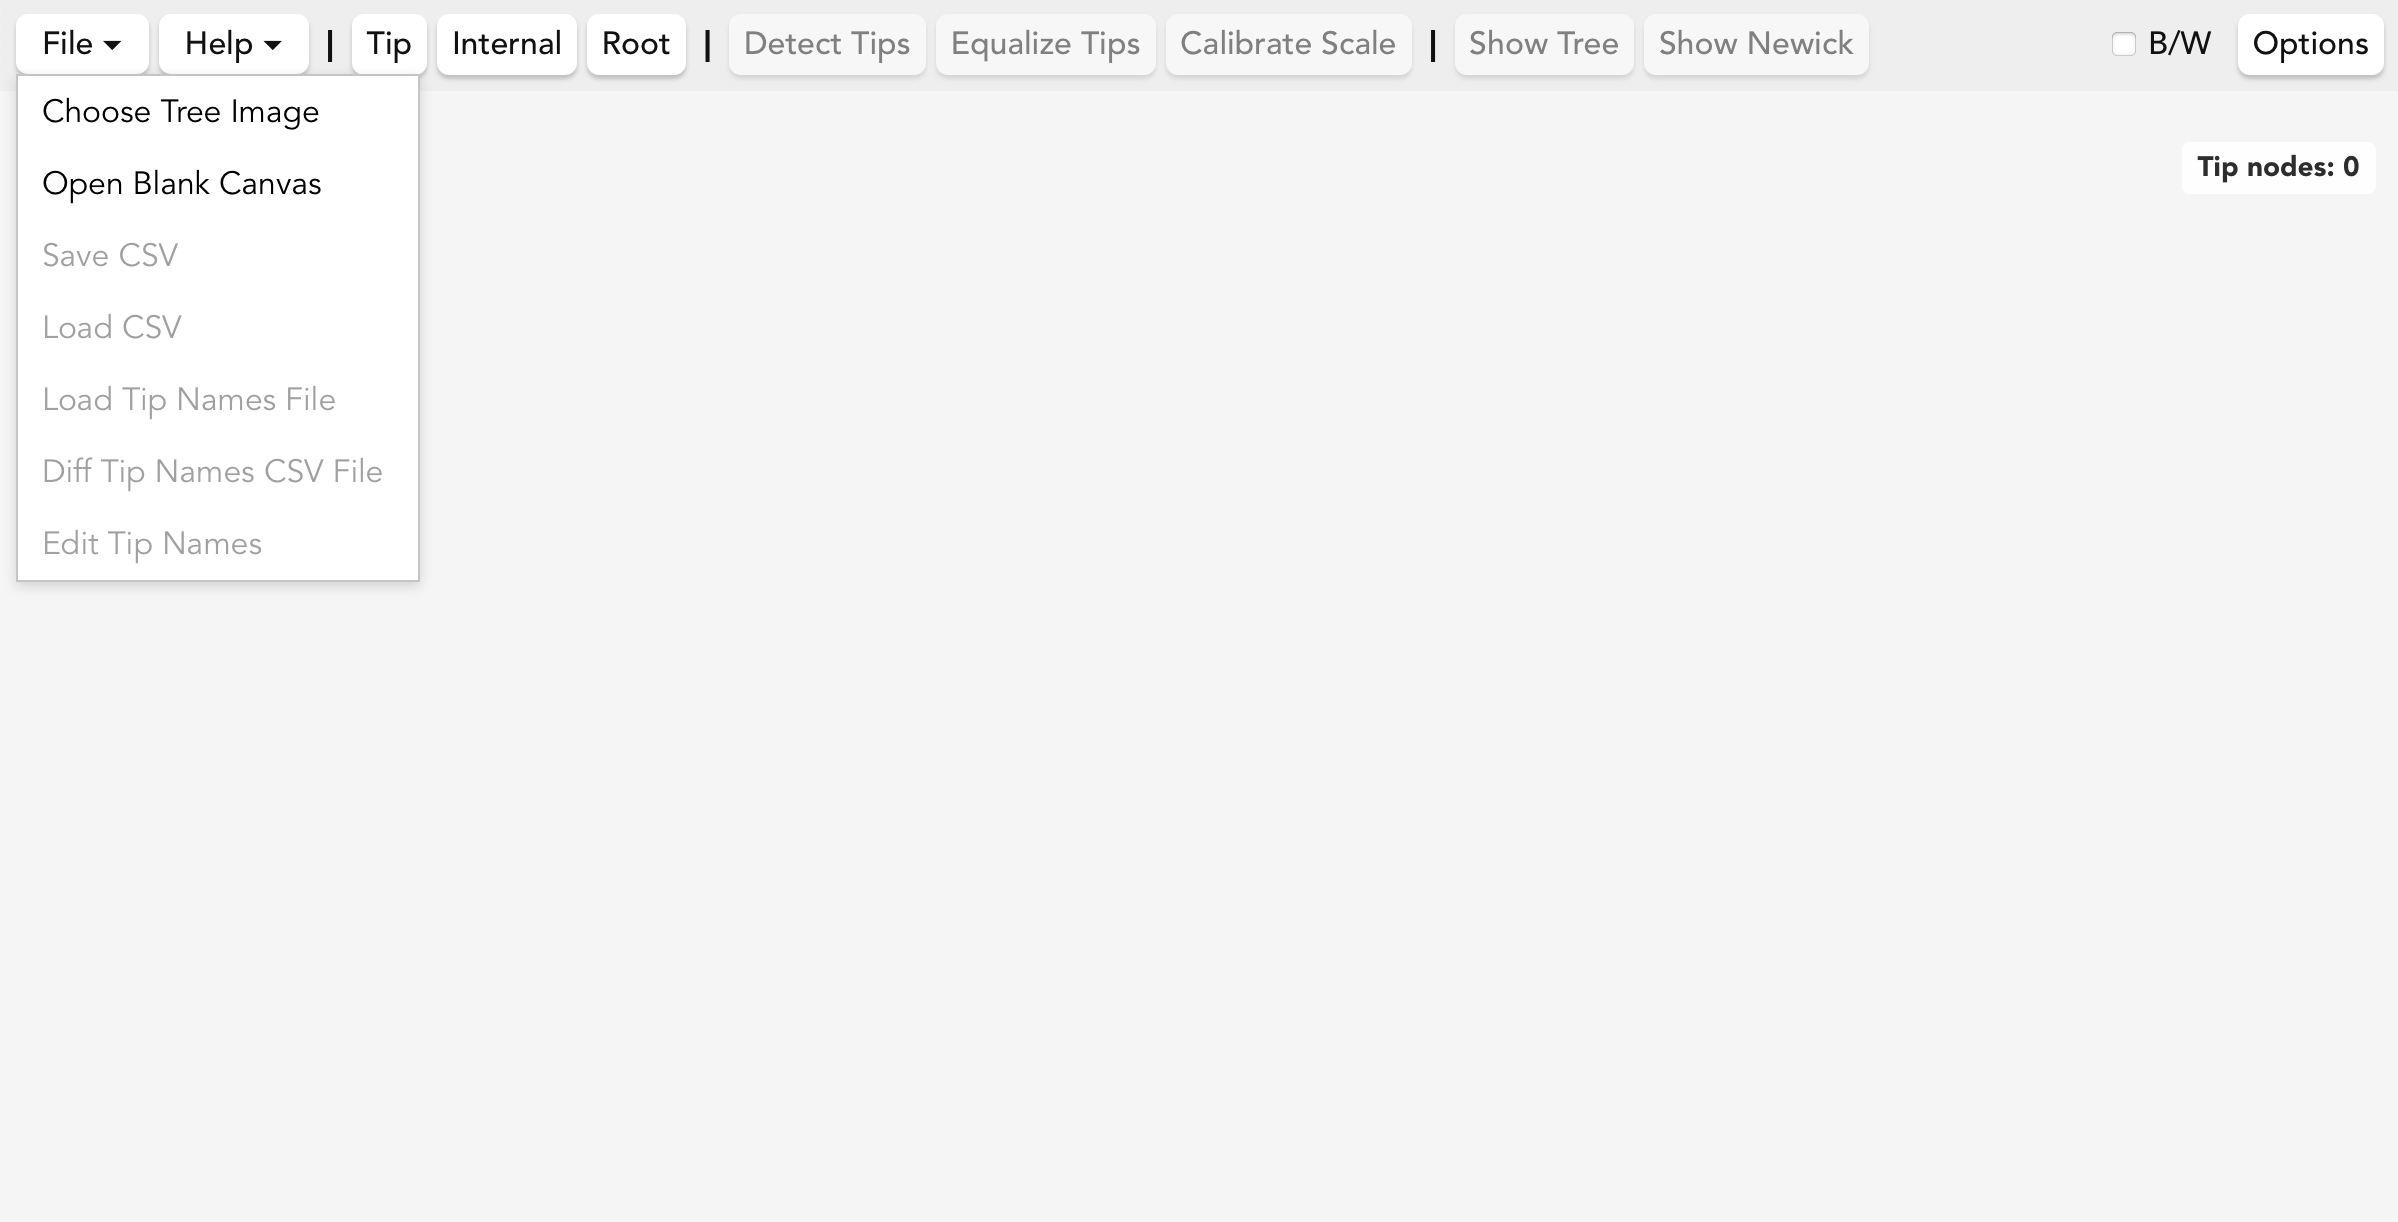 File Help | Tip Internal Root | Detect Tips Equalize Tips Calibrate Scale | Show Tree Show Newick B/W Options
Choose Tree Image
Open Blank Canvas
Save CSV
Load CSV
Load Tip Names File
Diff Tip Names CSV File
Edit Tip Names
Tip nodes: 0